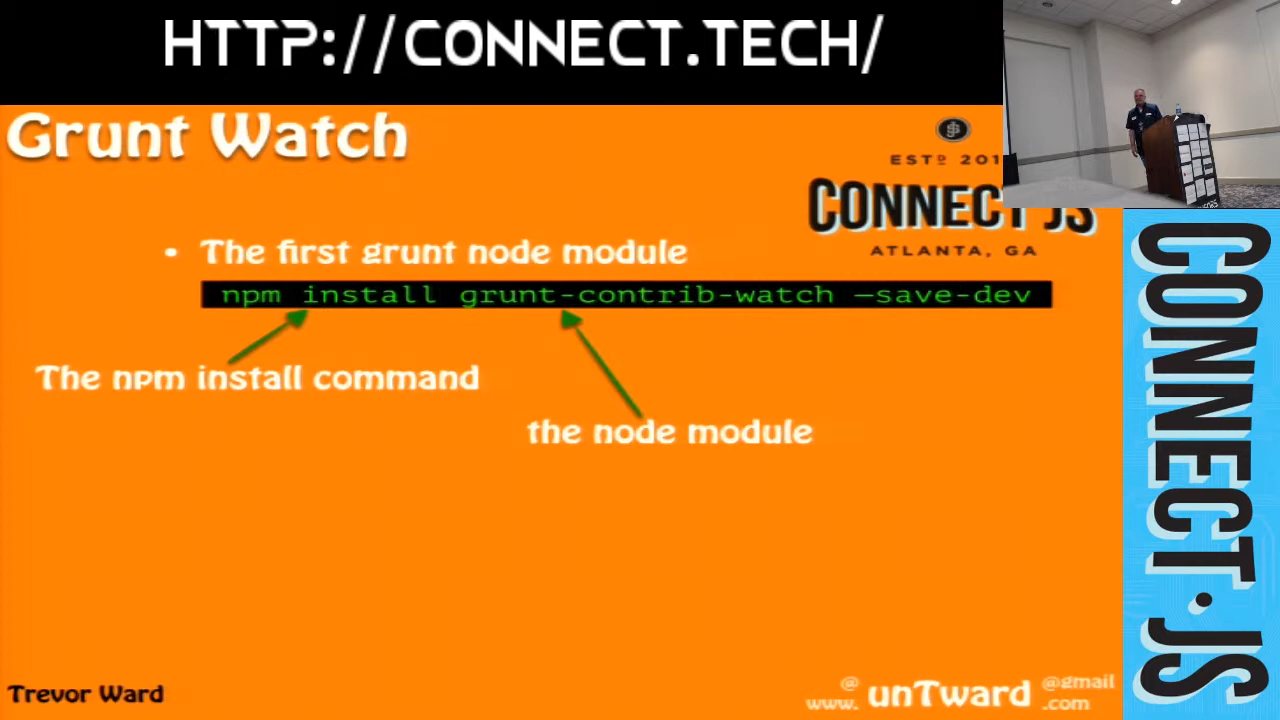 HTTP://CONNECT.TECH/
Grunt Watch
ESTD 201
CONNECT JS
ATLANTA, GA
• The first grunt node module
npm install grunt-contrib-watch —save-dev
The npm install command
the node module
CONNECT.JS
Trevor Ward
@ unTward @gmail
www. .com